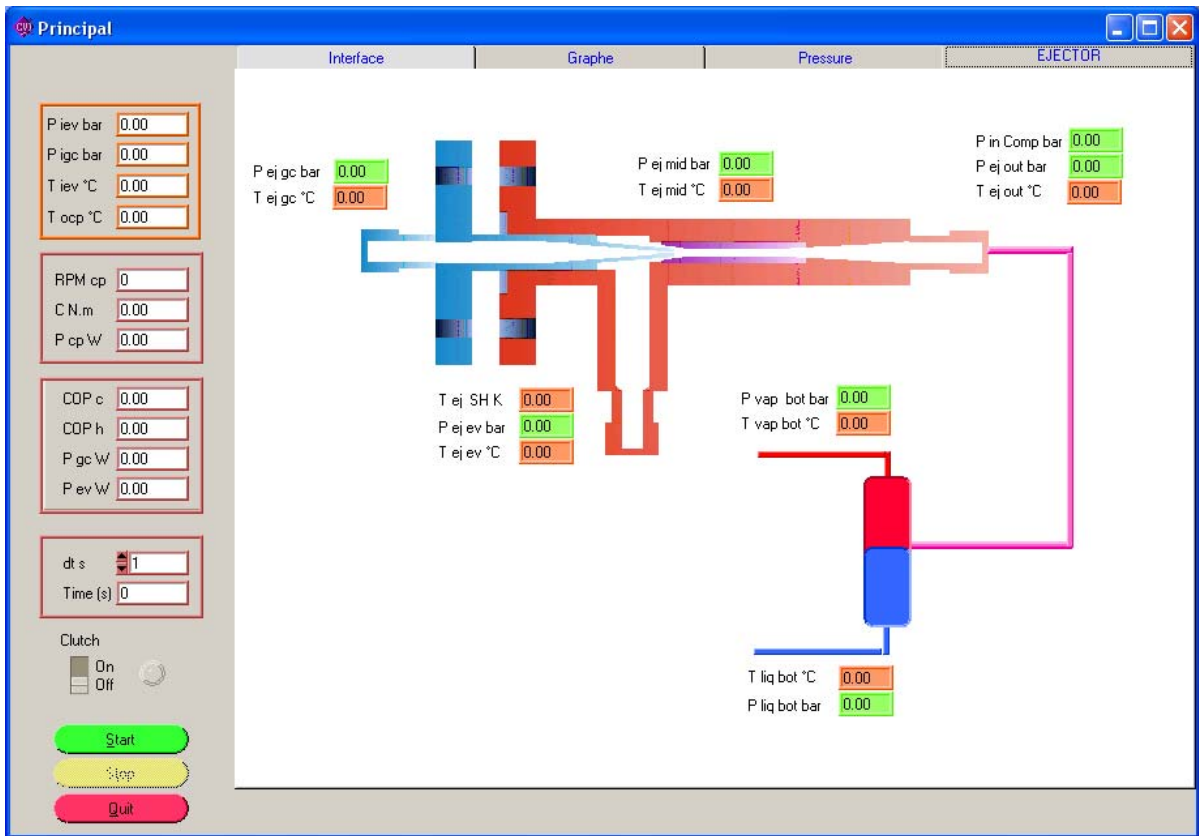 CVI Principal
Interface Graphe Pressure EJECTOR
P iev bar 0.00
P igc bar 0.00
T iev °C 0.00
T ocp °C 0.00
RPM cp 0
C N.m 0.00
P cp W 0.00
COP c 0.00
COP h 0.00
P gc W 0.00
P ev W 0.00
dt s 1
Time (s) 0
Clutch
On
Off
Start
Stop
Quit
P ej gc bar 0.00
T ej gc °C 0.00
P ej mid bar 0.00
T ej mid °C 0.00
P in Comp bar 0.00
P ej out bar 0.00
T ej out °C 0.00
T ej SH K 0.00
P ej ev bar 0.00
T ej ev °C 0.00
P vap bot bar 0.00
T vap bot °C 0.00
T liq bot °C 0.00
P liq bot bar 0.00